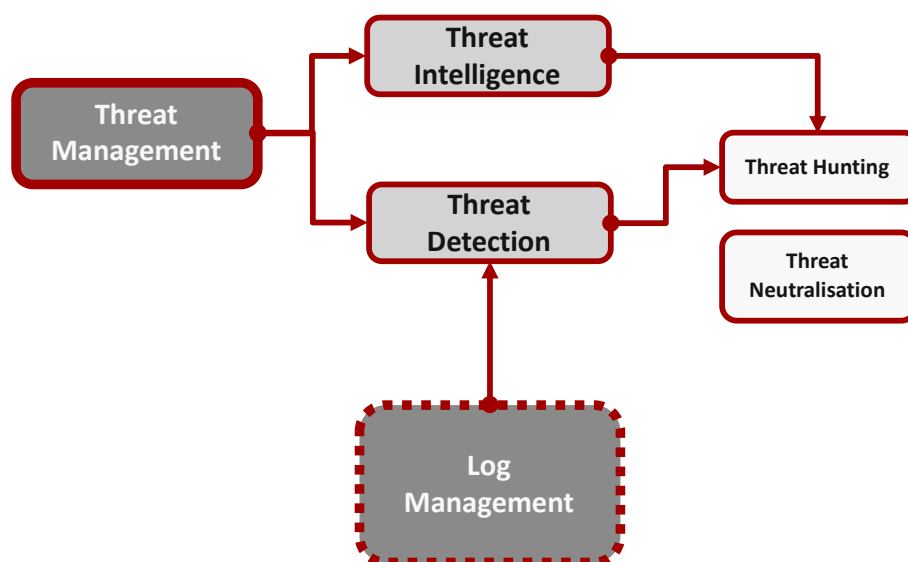 Threat
Intelligence
Threat
Management
Threat Hunting
Threat
Detection
Threat
Neutralisation
Log
Management